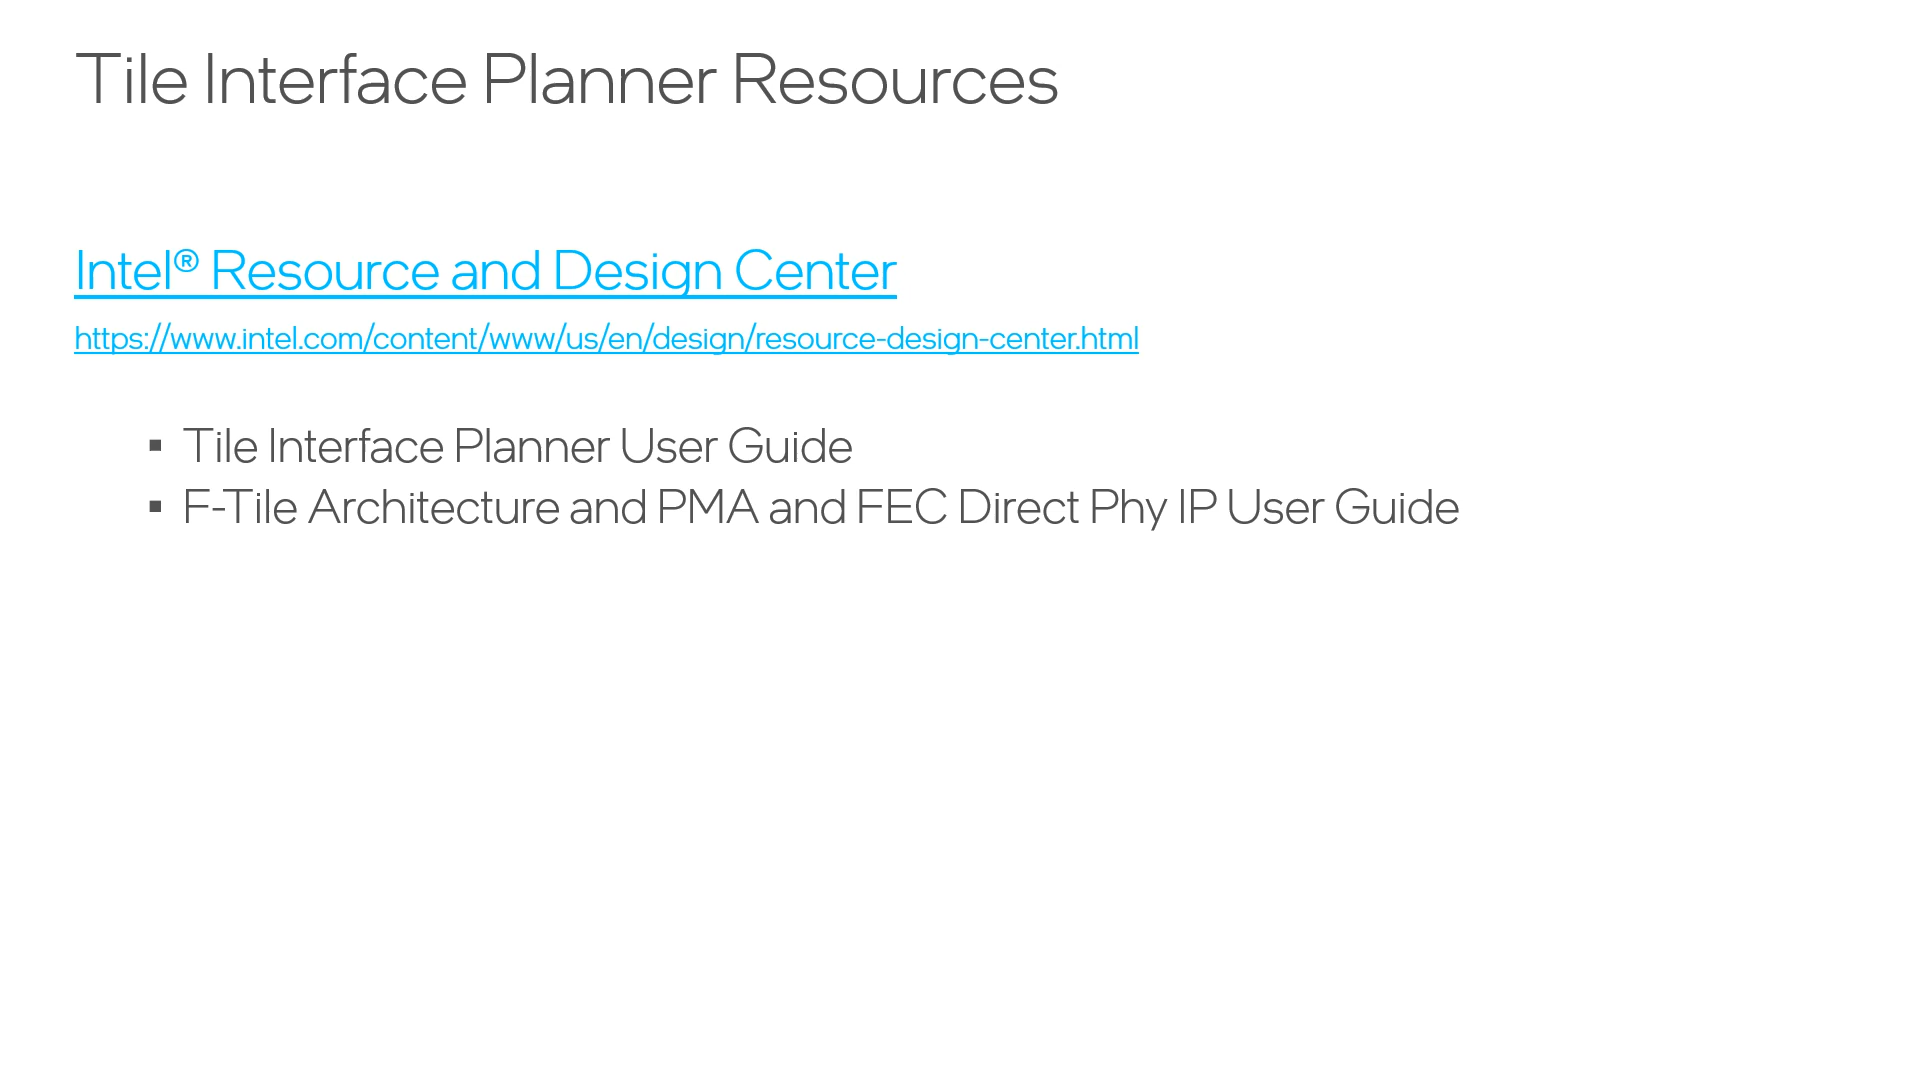 Tile Interface Planner Resources
Intel® Resource and Design Center
https://www.intel.com/content/www/us/en/design/resource-design-center.html
▪ Tile Interface Planner User Guide
▪ F-Tile Architecture and PMA and FEC Direct Phy IP User Guide